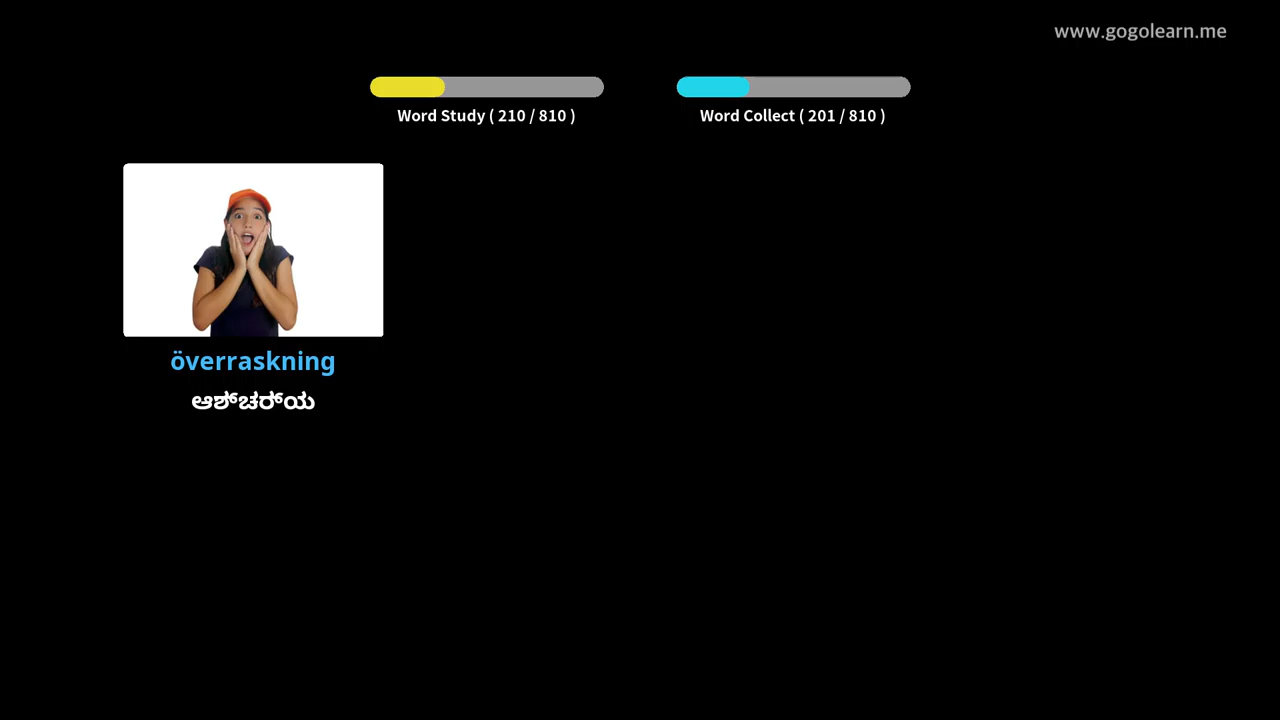 www.gogolearn.me
Word Study ( 210 / 810 )
Word Collect ( 201 / 810 )
överraskning
ಆಶ್‌ಚರ್‌ಯ